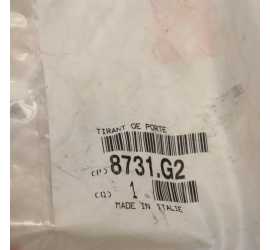 TIRANT DE PORTE
(P) 8731.G2
(Q) 1
MADE IN ITALIE